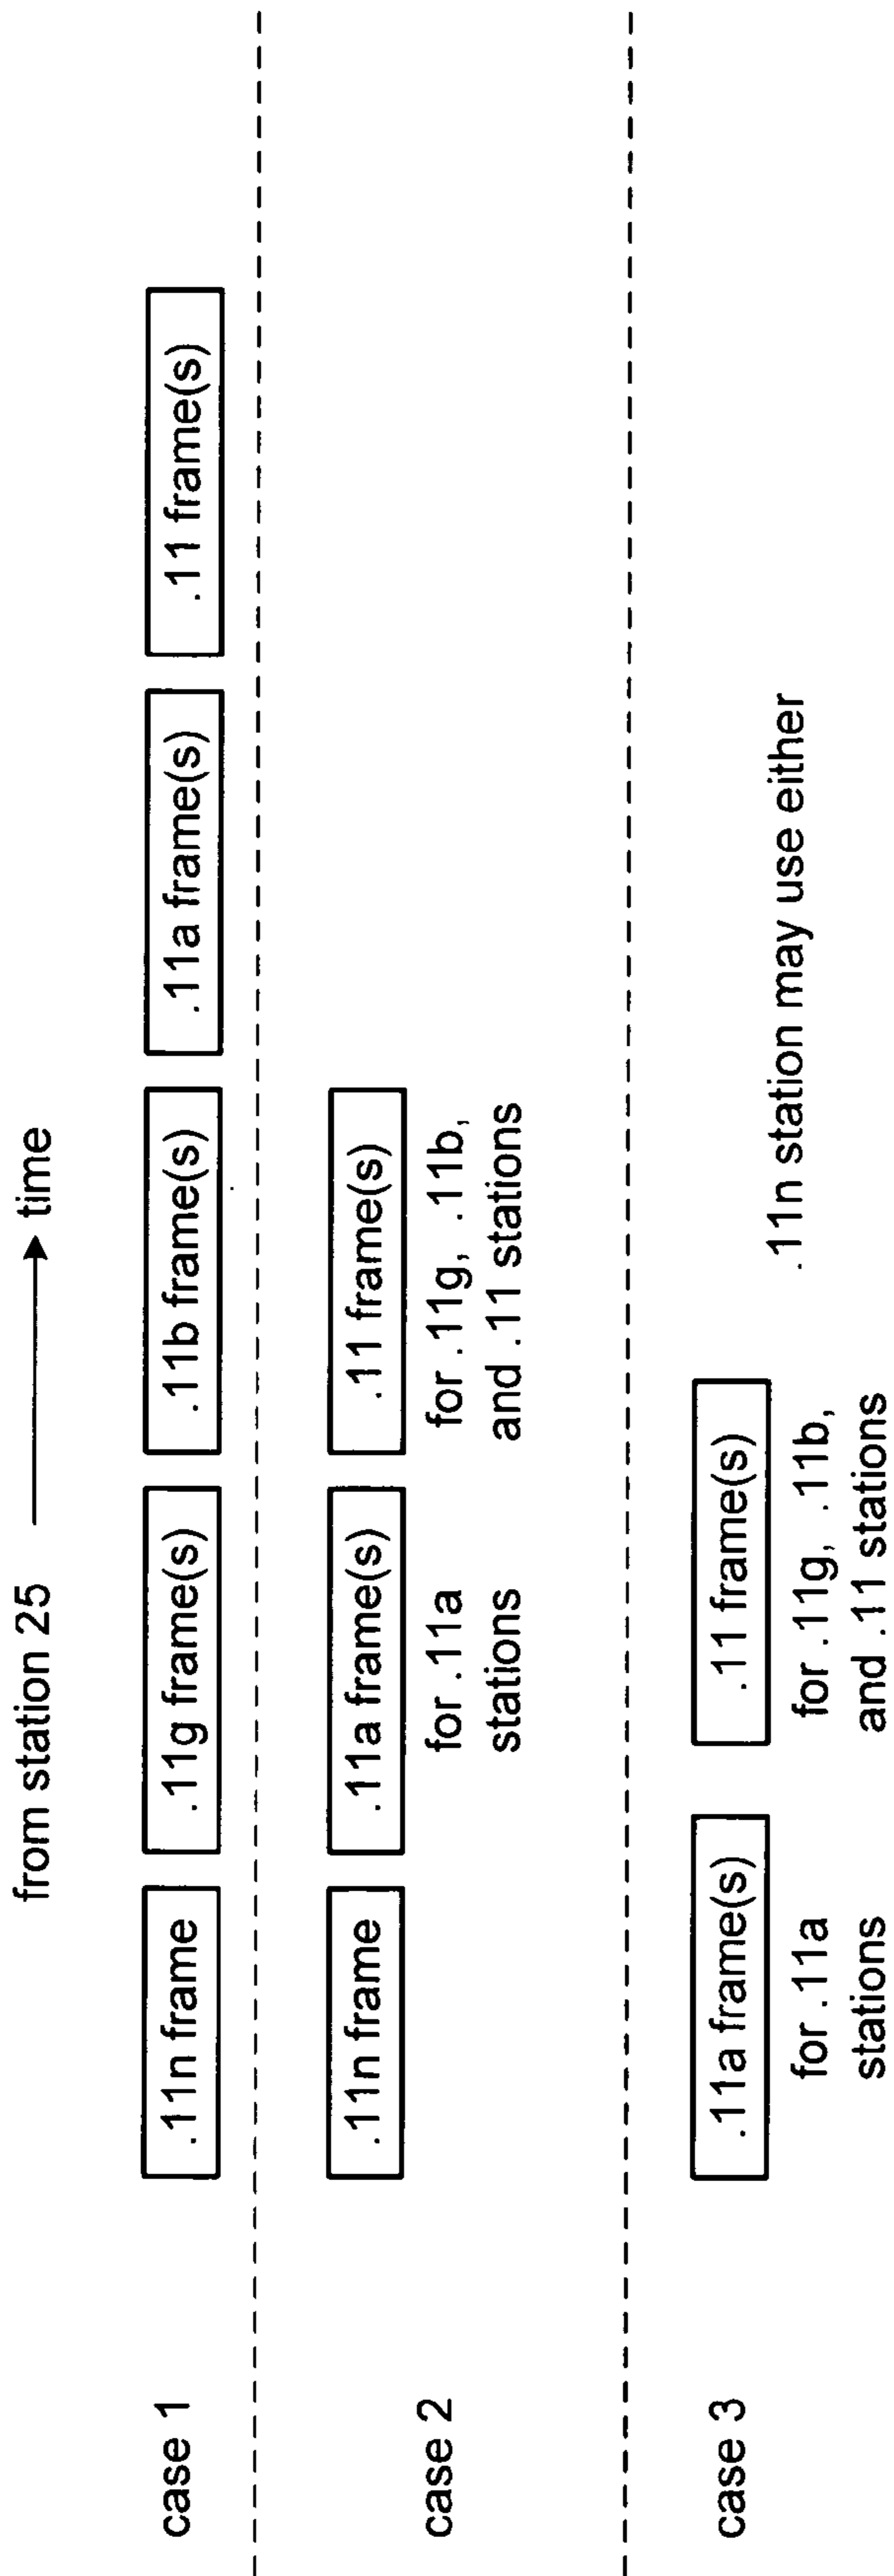 from station 25
time
case 1
.11n frame
.11g frame(s)
.11b frame(s)
.11a frame(s)
.11 frame(s)
case 2
.11n frame
.11a frame(s)
for .11a
stations
.11 frame(s)
for .11g, .11b,
and .11 stations
case 3
.11a frame(s)
for .11a
stations
.11 frame(s)
for .11g, .11b,
and .11 stations
.11n station may use either